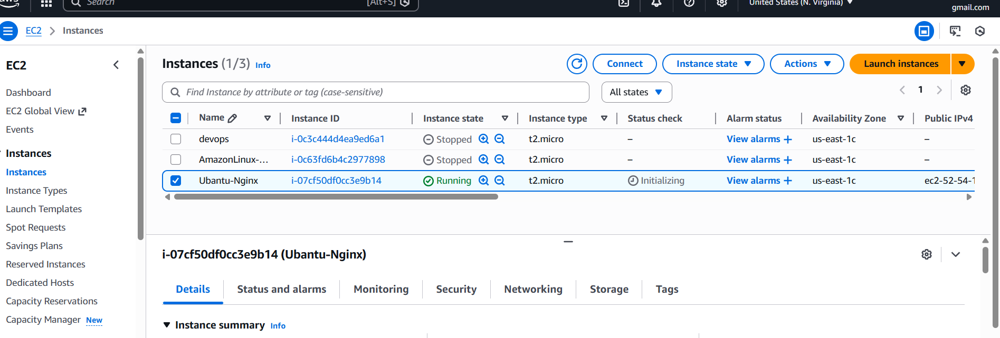 aws
Search
[Alt+S]
United States (N. Virginia)
gmail.com
EC2
Instances
EC2
Dashboard
EC2 Global View
Events
Instances
Instances
Instance Types
Launch Templates
Spot Requests
Savings Plans
Reserved Instances
Dedicated Hosts
Capacity Reservations
Capacity Manager New
Instances (1/3) Info
Connect
Instance state
Actions
Launch instances
Find Instance by attribute or tag (case-sensitive)
All states
1
Name Instance ID Instance state Instance type Status check Alarm status Availability Zone Public IPv4
devops i-0c3c444d4ea9ed6a1 Stopped t2.micro – View alarms + us-east-1c –
AmazonLinux-... i-0c63fd6b4c2977898 Stopped t2.micro – View alarms + us-east-1c –
Ubantu-Nginx i-07cf50df0cc3e9b14 Running t2.micro Initializing View alarms + us-east-1c ec2-52-54-1
i-07cf50df0cc3e9b14 (Ubantu-Nginx)
Details Status and alarms Monitoring Security Networking Storage Tags
Instance summary Info